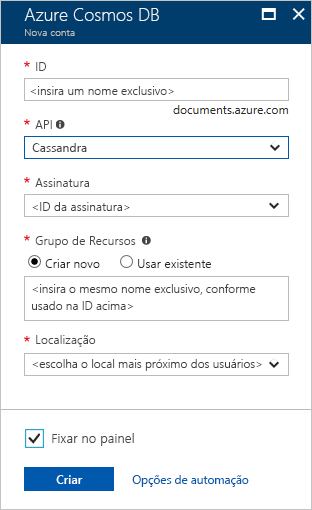 Azure Cosmos DB
Nova conta
* ID
<insira um nome exclusivo>
documents.azure.com
* API
Cassandra
* Assinatura
<ID da assinatura>
* Grupo de Recursos
Criar novo Usar existente
<insira o mesmo nome exclusivo, conforme
usado na ID acima>
* Localização
<escolha o local mais próximo dos usuários>
Fixar no painel
Criar Opções de automação